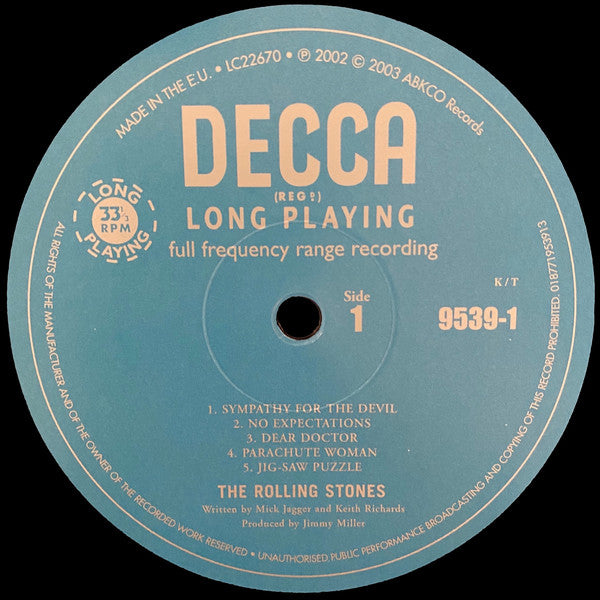 MADE IN THE E.U. • LC22670 • ℗ 2002 © 2003 ABKCO Records
DECCA
(REGD)
LONG PLAYING
full frequency range recording
LONG
33 1/3
RPM
PLAYING
K/T
Side
1
9539-1
1. SYMPATHY FOR THE DEVIL
2. NO EXPECTATIONS
3. DEAR DOCTOR
4. PARACHUTE WOMAN
5. JIG-SAW PUZZLE
THE ROLLING STONES
Written by Mick Jagger and Keith Richards
Produced by Jimmy Miller
ALL RIGHTS OF THE MANUFACTURER AND OF THE OWNER OF THE RECORDED WORK RESERVED • UNAUTHORISED, PUBLIC PERFORMANCE BROADCASTING AND COPYING OF THIS RECORD PROHIBITED. 018771953913